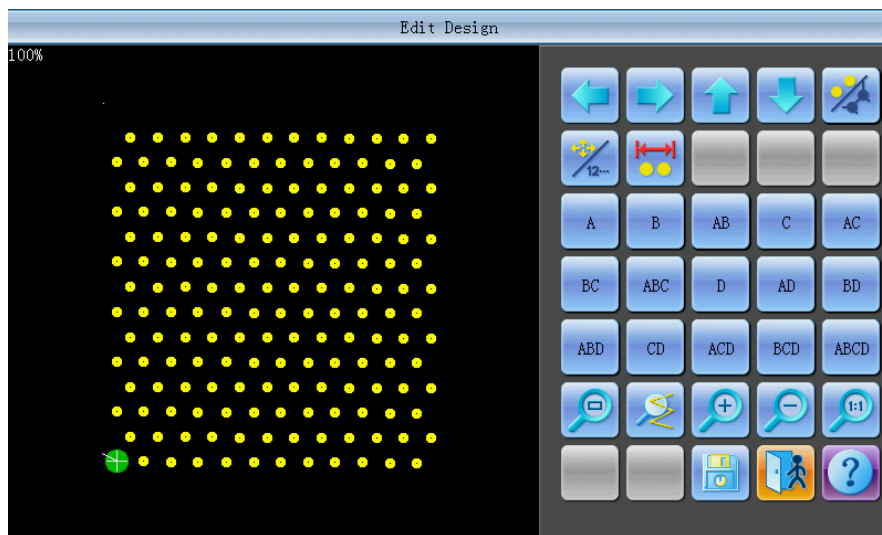 Edit Design
100%
12...
A B AB C AC
BC ABC D AD BD
ABD CD ACD BCD ABCD
1:1
?